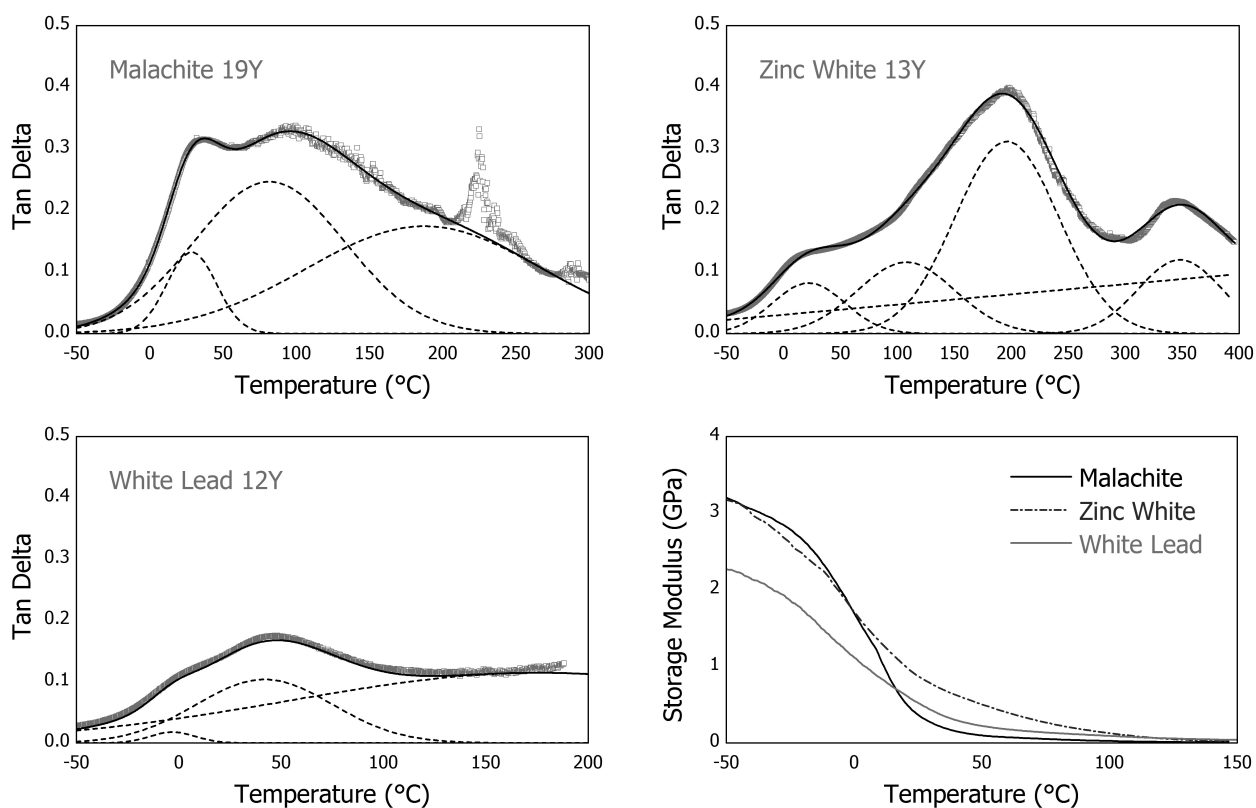 0.5
0.4
0.3
0.2
0.1
0.0
Tan Delta
Malachite 19Y
-50 0 50 100 150 200 250 300
Temperature (°C)
0.5
0.4
0.3
0.2
0.1
0.0
Tan Delta
Zinc White 13Y
-50 0 50 100 150 200 250 300 350 400
Temperature (°C)
0.5
0.4
0.3
0.2
0.1
0.0
Tan Delta
White Lead 12Y
-50 0 50 100 150 200
Temperature (°C)
4
3
2
1
0
Storage Modulus (GPa)
Malachite
Zinc White
White Lead
-50 0 50 100 150
Temperature (°C)